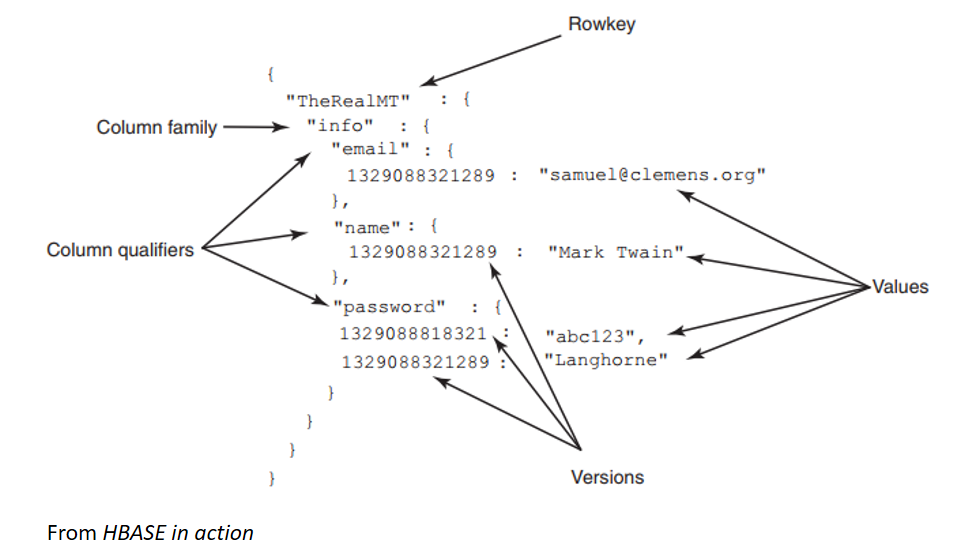 Rowkey
{
"TheRealMT" : {
Column family
"info" : {
"email" : {
1329088321289 : "samuel@clemens.org"
},
"name" : {
Column qualifiers
1329088321289 : "Mark Twain"
},
Values
"password" : {
1329088818321 : "abc123",
1329088321289 : "Langhorne"
}
}
}
}
Versions
From HBASE in action